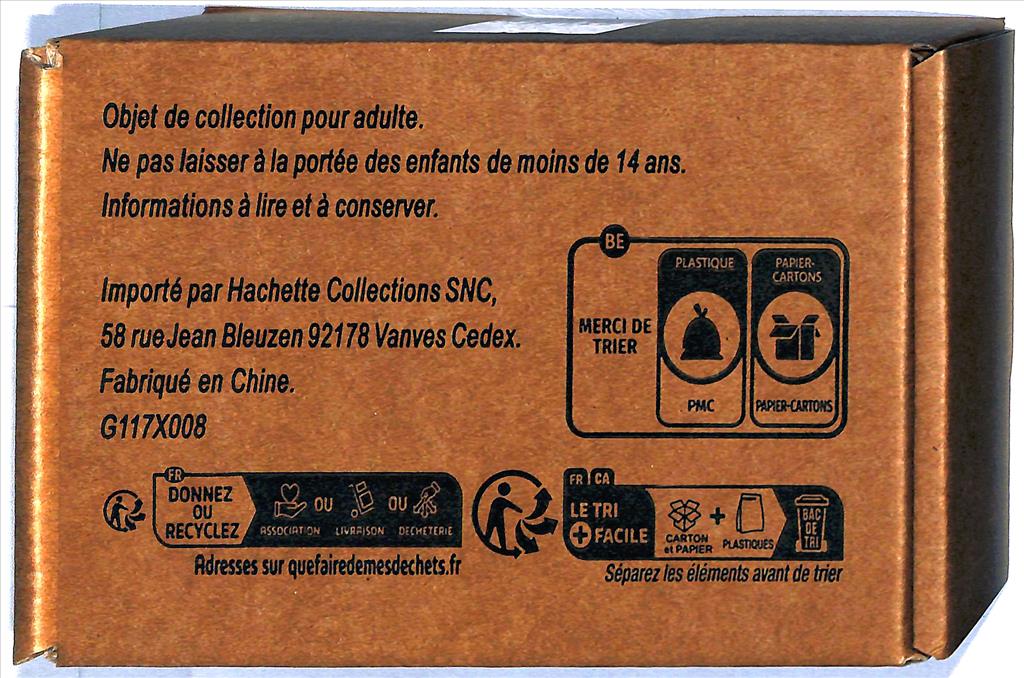 Objet de collection pour adulte.
Ne pas laisser à la portée des enfants de moins de 14 ans.
Informations à lire et à conserver.
Importé par Hachette Collections SNC,
58 rue Jean Bleuzen 92178 Vanves Cedex.
Fabriqué en Chine.
G117X008
BE
MERCI DE
TRIER
PLASTIQUE
PMC
PAPIER-
CARTONS
PAPIER-CARTONS
FR
DONNEZ
OU
RECYCLEZ
ASSOCIATION
OU
LIVRAISON
OU
DÉCHÈTERIE
Adresses sur quefairedemesdechets.fr
FR CA
LE TRI
+ FACILE
CARTON
et PAPIER
+
PLASTIQUES
BAC
DE
TRI
Séparez les éléments avant de trier